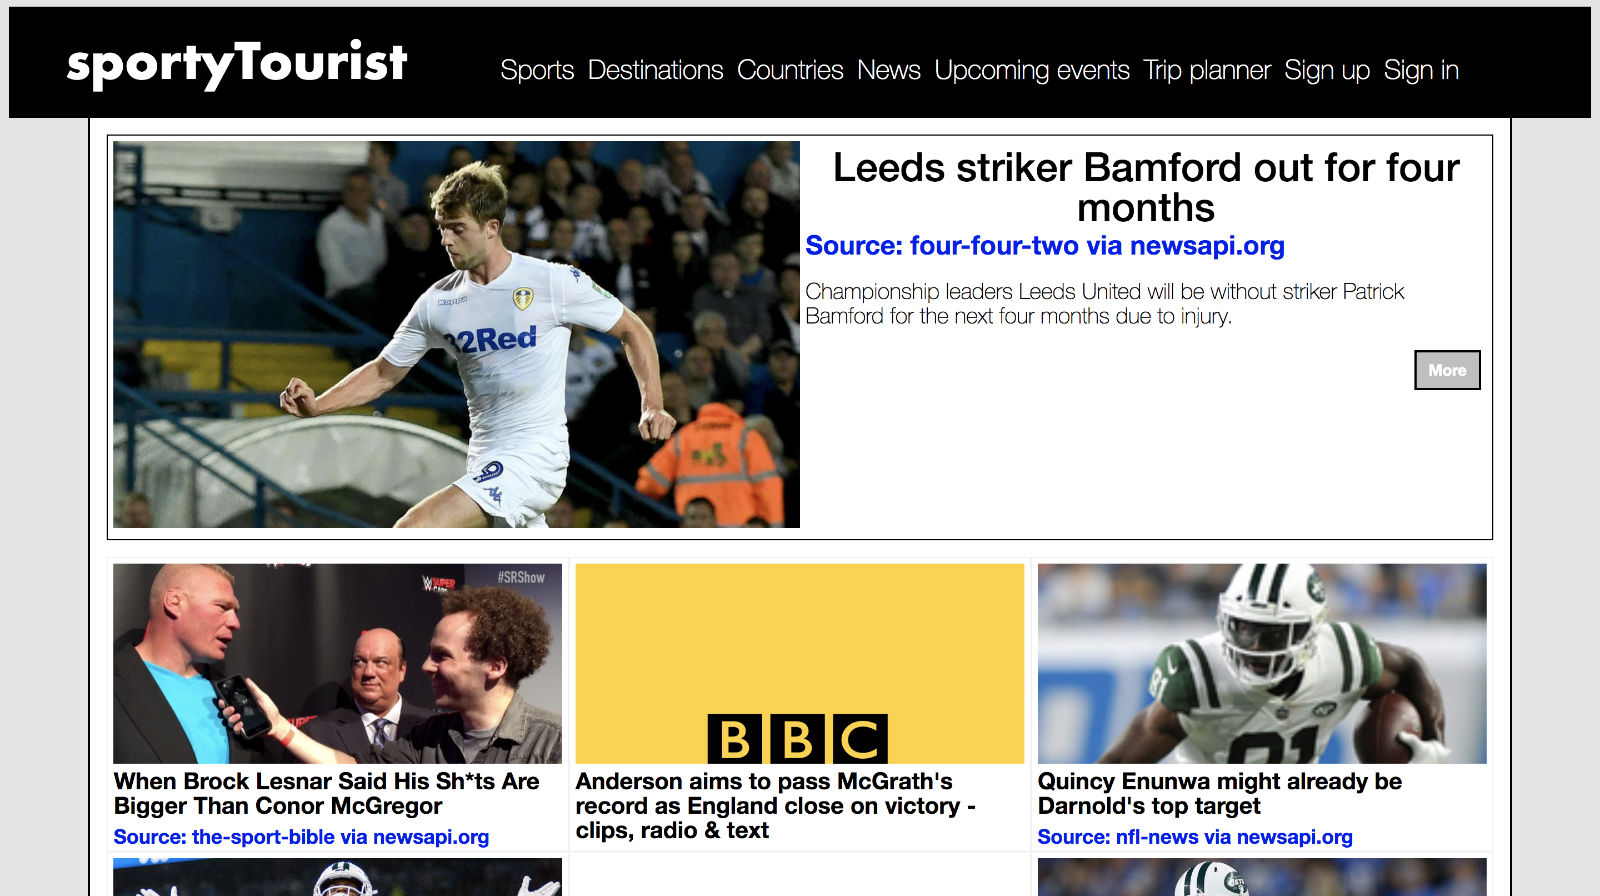 sportyTourist
Sports Destinations Countries News Upcoming events Trip planner Sign up Sign in
Leeds striker Bamford out for four
months
Source: four-four-two via newsapi.org
Championship leaders Leeds United will be without striker Patrick
Bamford for the next four months due to injury.
More
Kappa
32Red
9
#SRShow
BBC
81
When Brock Lesnar Said His Sh*ts Are
Bigger Than Conor McGregor
Source: the-sport-bible via newsapi.org
Anderson aims to pass McGrath's
record as England close on victory -
clips, radio & text
Quincy Enunwa might already be
Darnold's top target
Source: nfl-news via newsapi.org